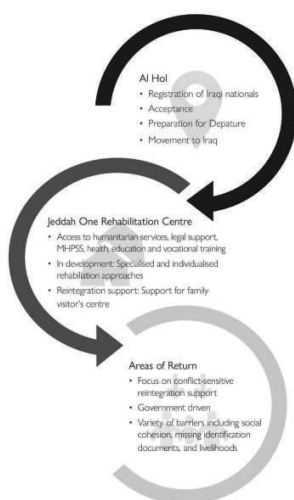 Al Hol
• Registration of Iraqi nationals
• Acceptance
• Preparation for Depature
• Movement to Iraq
Jeddah One Rehabilitation Centre
• Access to humantarian services, legal support,
MHPSS, health, education and vocational training
• In development: Specialised and individualised
rehabiliation approaches
• Reintegration support: Support for family
visitor's centre
Areas of Return
• Focus on conflict-sensitive
reintegration support
• Government driven
• Variety of barriers including social
cohesion, missing identification
documents, and livelihoods